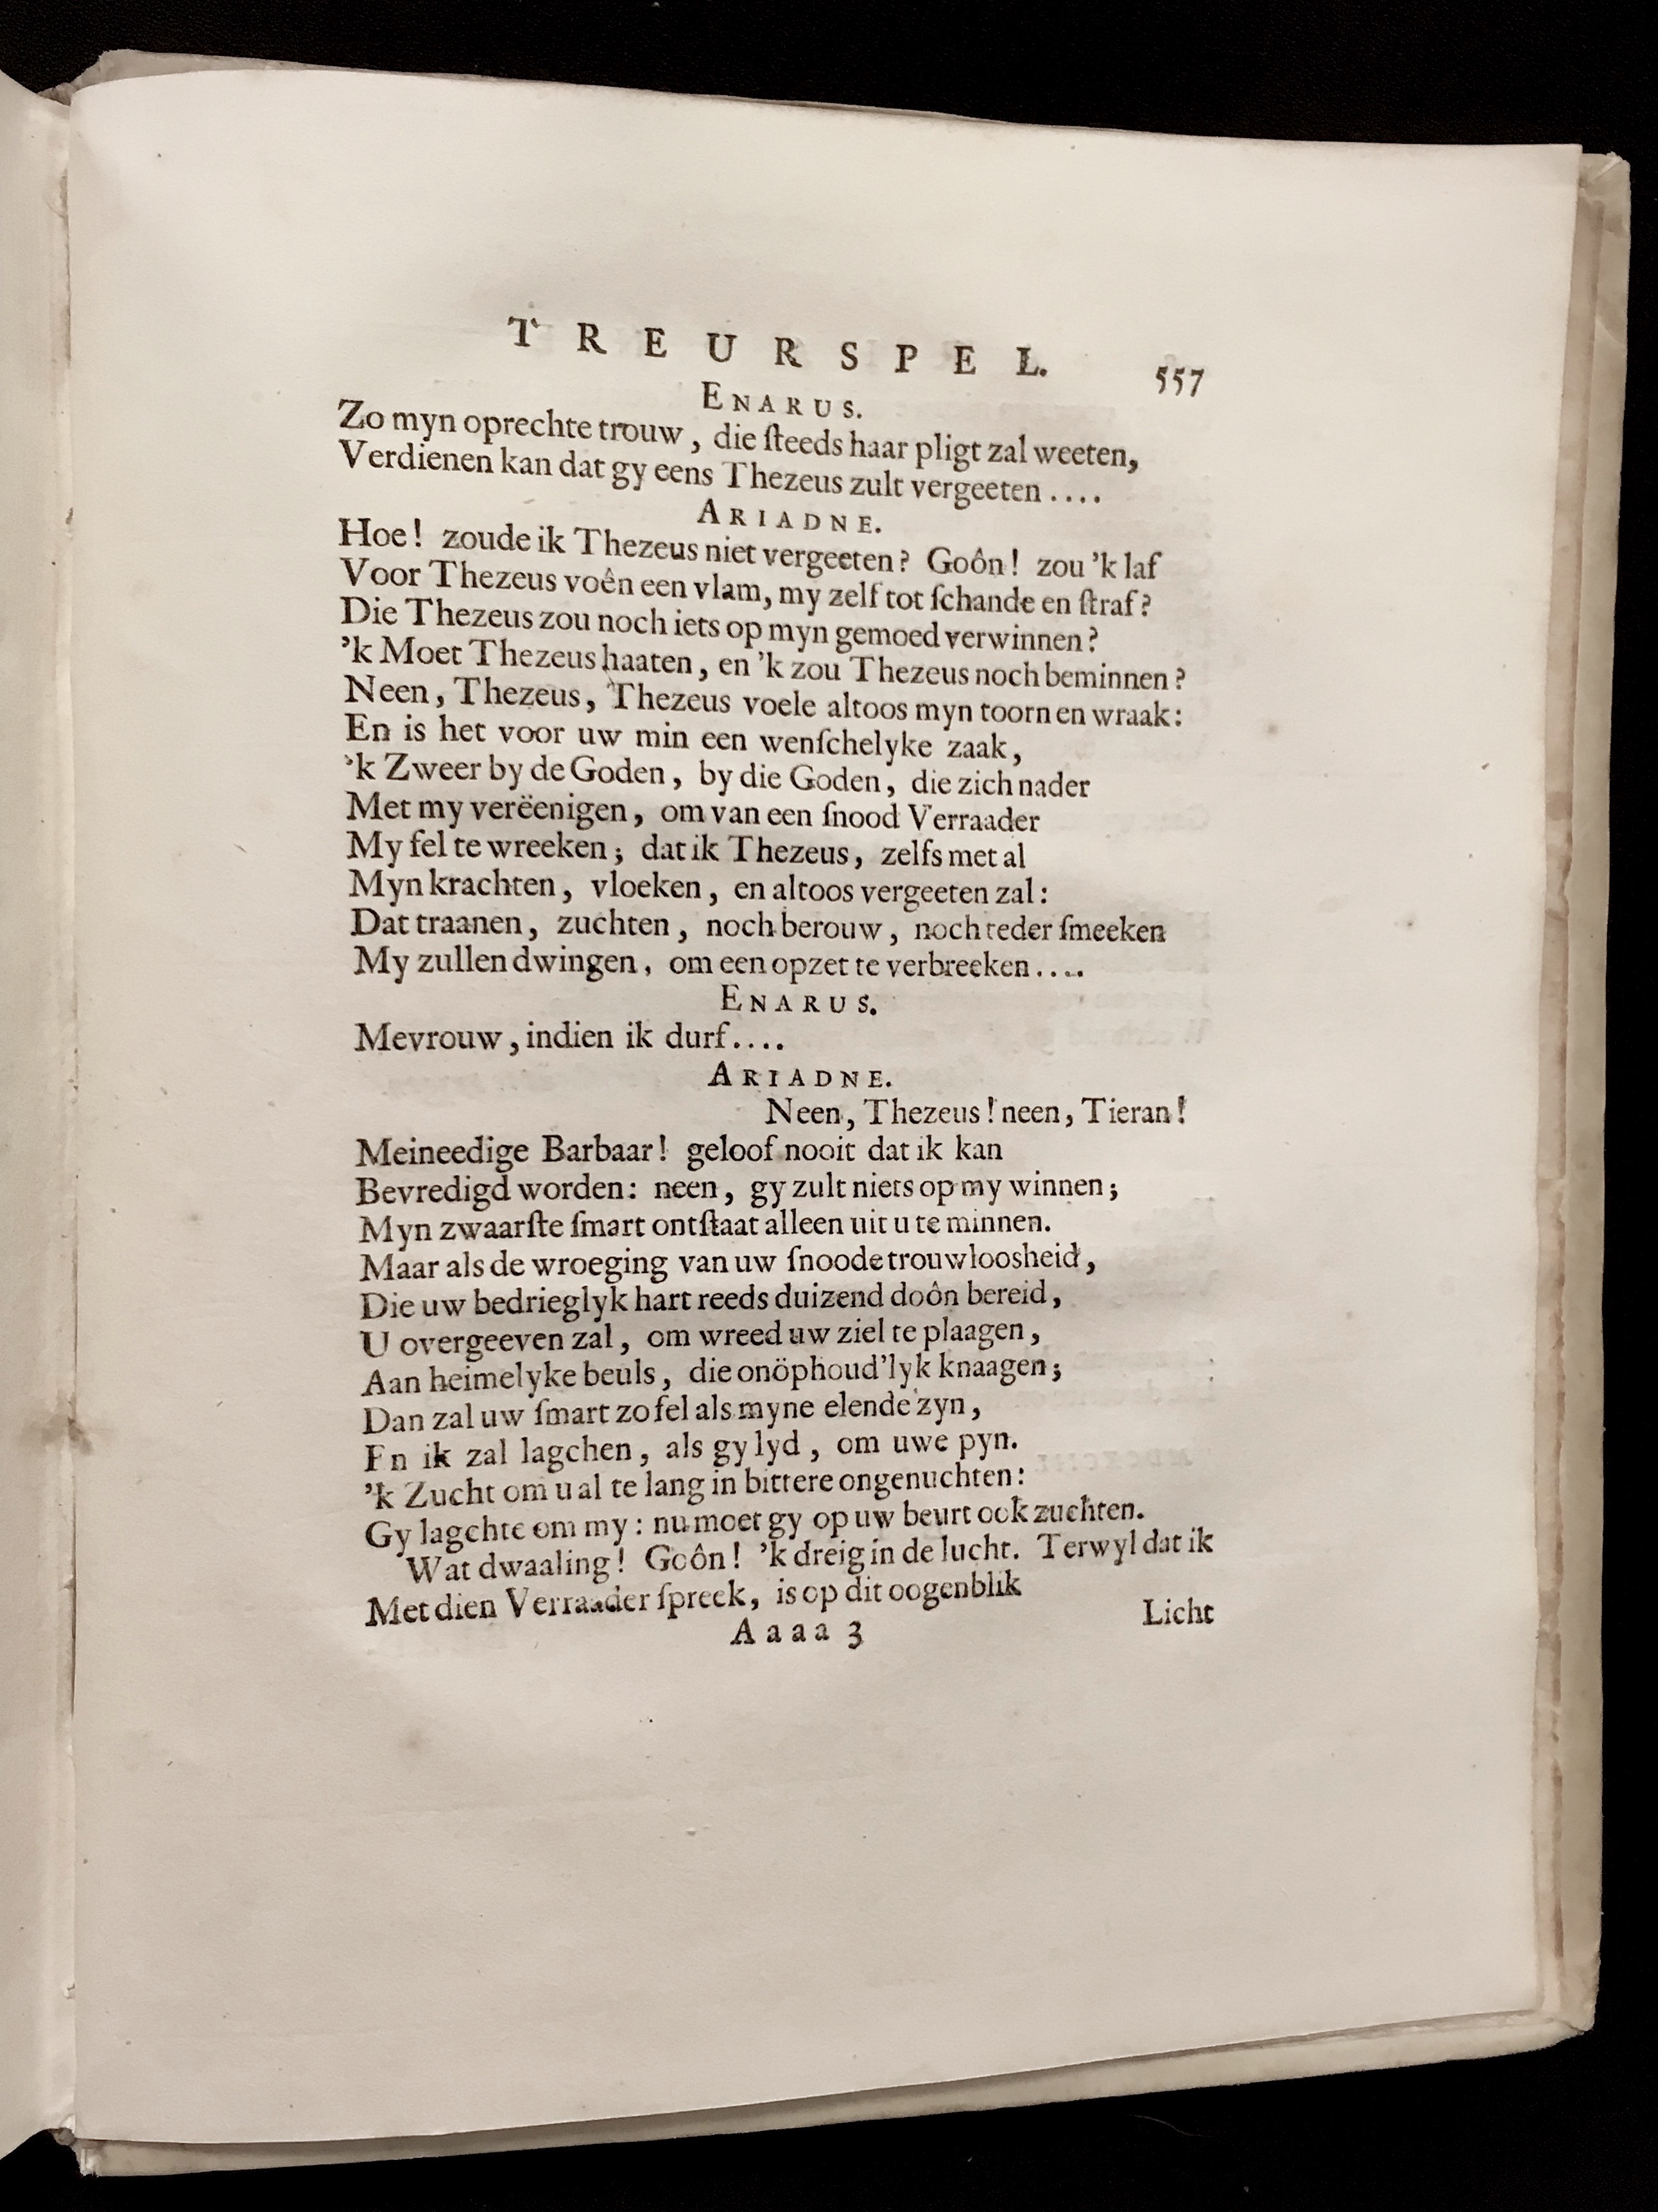 TREURSPEL. 557
ENARUS.
Zo myn oprechte trouw, die ſteeds haar pligt zal weeten,
Verdienen kan dat gy eens Thezeus zult vergeeten....
ARIADNE.
Hoe! zoude ik Thezeus niet vergeeten? Goôn! zou 'k laf
Voor Thezeus voên een vlam, my zelf tot ſchande en ſtraf?
Die Thezeus zou noch iets op myn gemoed verwinnen?
'k Moet Thezeus haaten, en 'k zou Thezeus noch beminnen?
Neen, Thezeus, Thezeus voele altoos myn toorn en wraak:
En is het voor uw min een wenſchelyke zaak,
'k Zweer by de Goden, by die Goden, die zich nader
Met my verëenigen, om van een ſnood Verraader
My fel te wreeken; dat ik Thezeus, zelfs met al
Myn krachten, vloeken, en altoos vergeeten zal:
Dat traanen, zuchten, noch berouw, noch teder ſmeeken
My zullen dwingen, om een opzet te verbreeken....
ENARUS.
Mevrouw, indien ik durf....
ARIADNE.
Neen, Thezeus! neen, Tieran!
Meineedige Barbaar! geloof nooit dat ik kan
Bevredigd worden: neen, gy zult niets op my winnen;
Myn zwaarſte ſmart ontſtaat alleen uit u te minnen.
Maar als de wroeging van uw ſnoode trouwloosheid,
Die uw bedrieglyk hart reeds duizend doôn bereid,
U overgeeven zal, om wreed uw ziel te plaagen,
Aan heimelyke beuls, die onöphoud'lyk knaagen;
Dan zal uw ſmart zo fel als myne elende zyn,
En ik zal lagchen, als gy lyd, om uwe pyn.
'k Zucht om u al te lang in bittere ongenuchten:
Gy lagchte om my: nu moet gy op uw beurt ook zuchten.
Wat dwaaling! Goôn! 'k dreig in de lucht. Terwyl dat ik
Met dien Verraader ſpreek, is op dit oogenblik
Aaaa 3 Licht